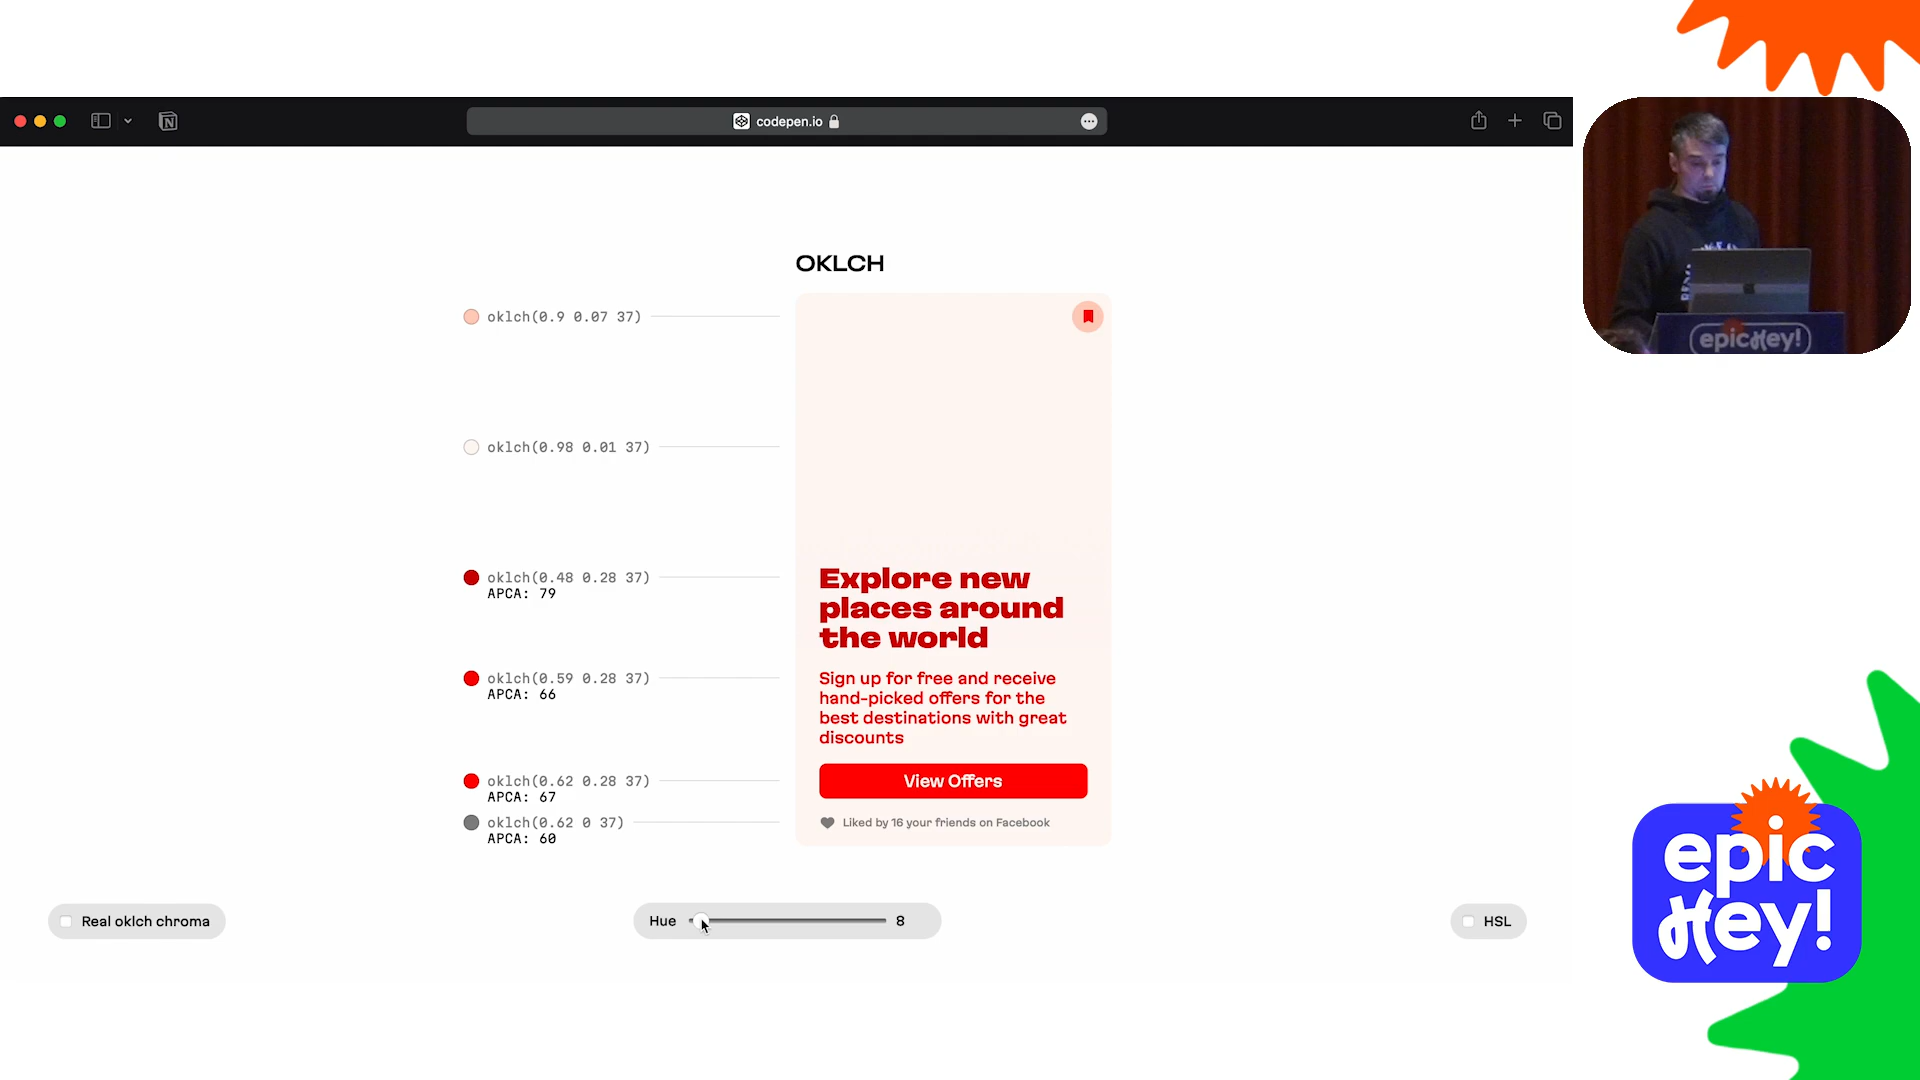 codepen.io
OKLCH
oklch(0.9 0.07 37)
oklch(0.98 0.01 37)
oklch(0.48 0.28 37)
APCA: 79
Explore new
places around
the world
oklch(0.59 0.28 37)
APCA: 66
Sign up for free and receive
hand-picked offers for the
best destinations with great
discounts
oklch(0.62 0.28 37)
APCA: 67
View Offers
oklch(0.62 0 37)
APCA: 60
Liked by 16 your friends on Facebook
Real oklch chroma
Hue 8
HSL
epic Hey!
epic
Hey!